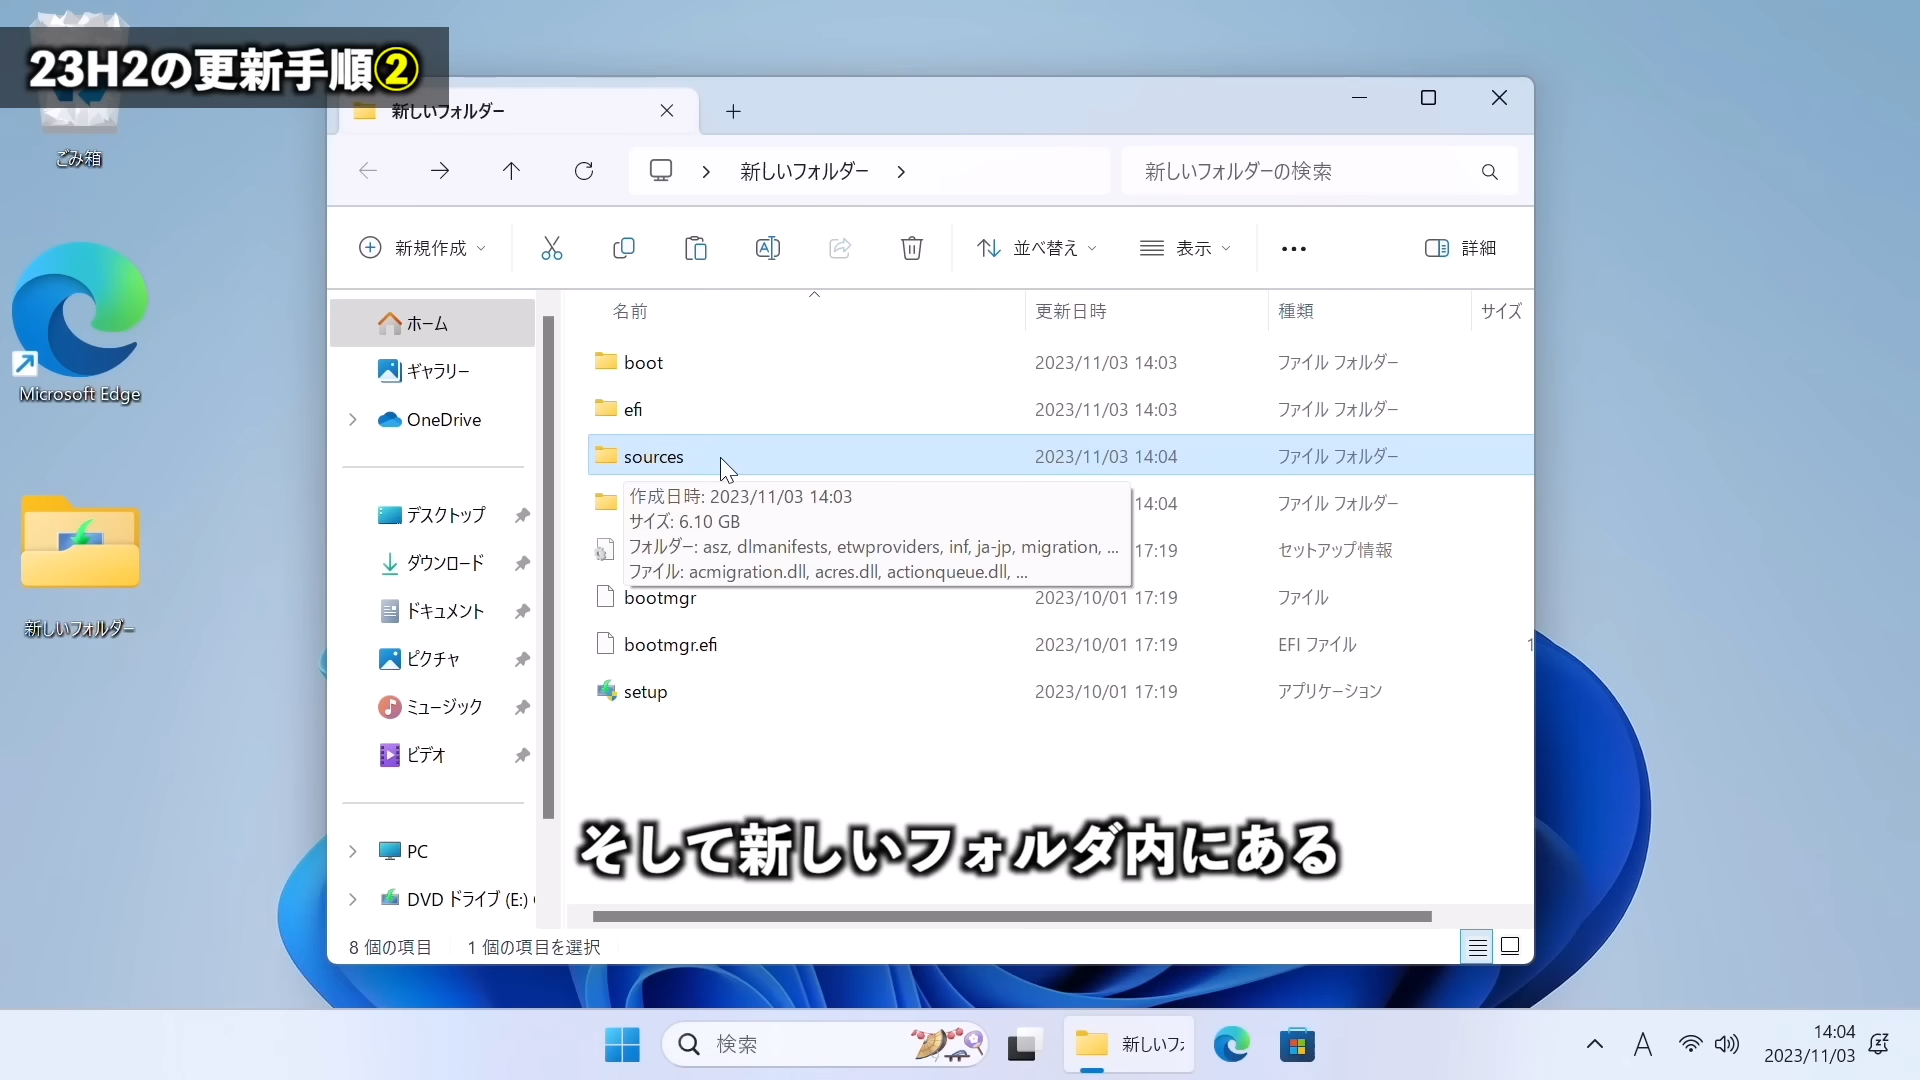 23H2の更新手順②
ごみ箱
Microsoft Edge
新しいフォルダー
新しいフォルダー
新しいフォルダー
新しいフォルダーの検索
新規作成
並べ替え
表示
詳細
名前
更新日時
種類
サイズ
ホーム
ギャラリー
OneDrive
デスクトップ
ダウンロード
ドキュメント
ピクチャ
ミュージック
ビデオ
PC
DVD ドライブ (E:)
boot 2023/11/03 14:03 ファイル フォルダー
efi 2023/11/03 14:03 ファイル フォルダー
sources 2023/11/03 14:04 ファイル フォルダー
14:04 ファイル フォルダー
17:19 セットアップ情報
作成日時: 2023/11/03 14:03
サイズ: 6.10 GB
フォルダー: asz, dlmanifests, etwproviders, inf, ja-jp, migration, ...
ファイル: acmigration.dll, acres.dll, actionqueue.dll, ...
bootmgr 2023/10/01 17:19 ファイル
bootmgr.efi 2023/10/01 17:19 EFI ファイル 1
setup 2023/10/01 17:19 アプリケーション
そして新しいフォルダ内にある
8 個の項目
1 個の項目を選択
検索
新しいフォ
A
14:04
2023/11/03